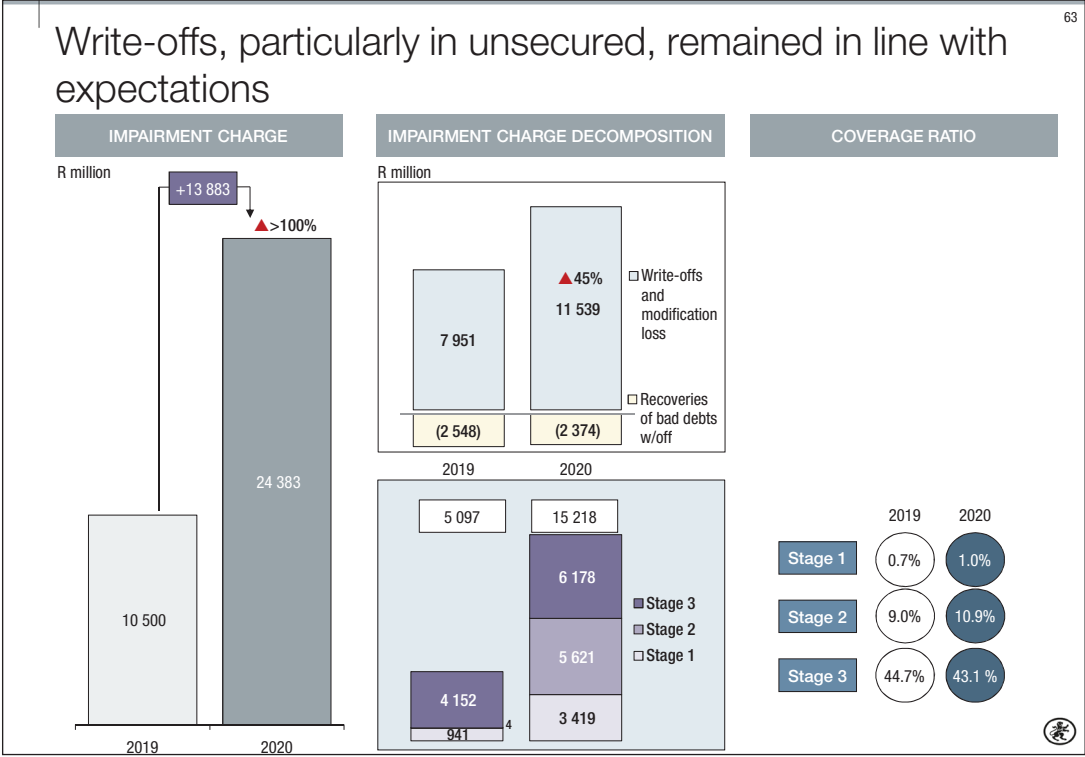 63
Write-offs, particularly in unsecured, remained in line with
expectations
IMPAIRMENT CHARGE
R million
+13 883
▲>100%
24 383
10 500
2019 2020
IMPAIRMENT CHARGE DECOMPOSITION
R million
▲45%
11 539
7 951
Write-offs
and
modification
loss
(2 548) (2 374)
Recoveries
of bad debts
w/off
2019 2020
5 097 15 218
6 178
5 621
3 419
4 152
4
941
Stage 3
Stage 2
Stage 1
COVERAGE RATIO
2019 2020
Stage 1 0.7% 1.0%
Stage 2 9.0% 10.9%
Stage 3 44.7% 43.1 %